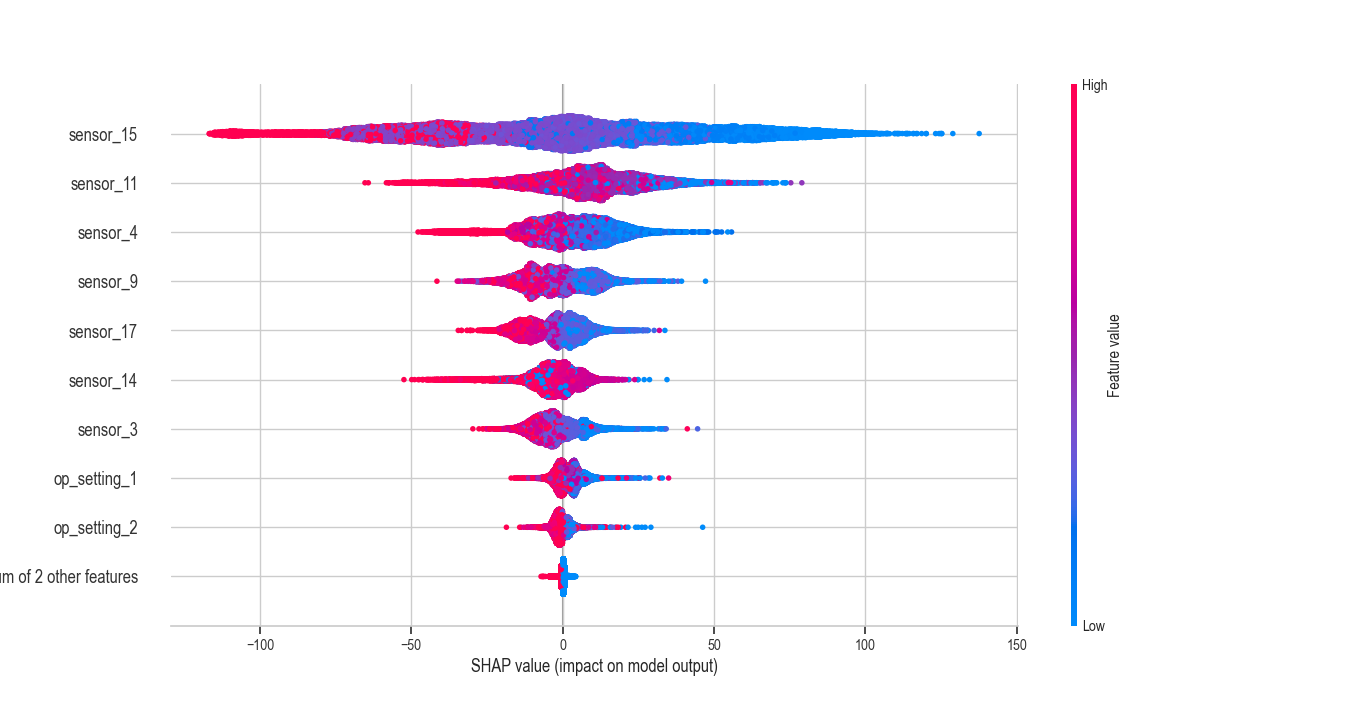 High
sensor_15
sensor_11
sensor_4
sensor_9
sensor_17
Feature value
sensor_14
sensor_3
op_setting_1
op_setting_2
of 2 other features
Low
−100 −50 0 50 100 150
SHAP value (impact on model output)